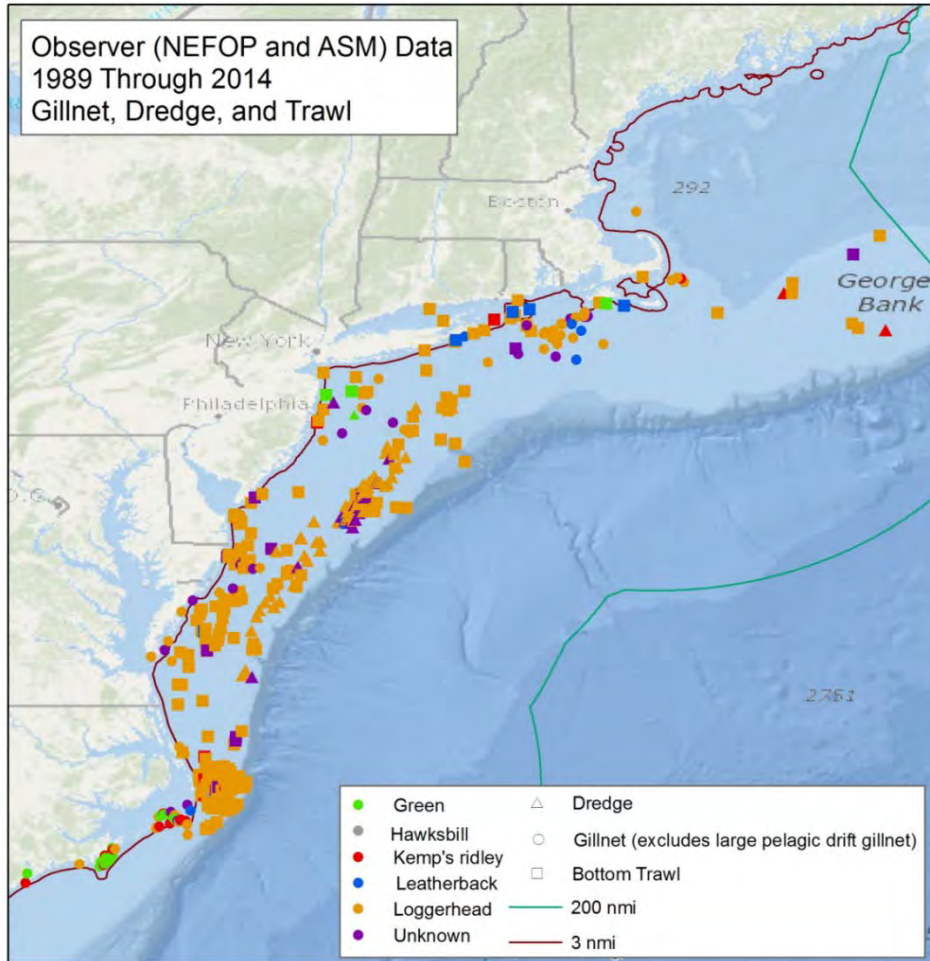 Observer (NEFOP and ASM) Data
1989 Through 2014
Gillnet, Dredge, and Trawl
292
Boston
George
Bank
New York
Philadelphia
2751
Green
Hawksbill
Kemp's ridley
Leatherback
Loggerhead
Unknown
Dredge
Gillnet (excludes large pelagic drift gillnet)
Bottom Trawl
200 nmi
3 nmi